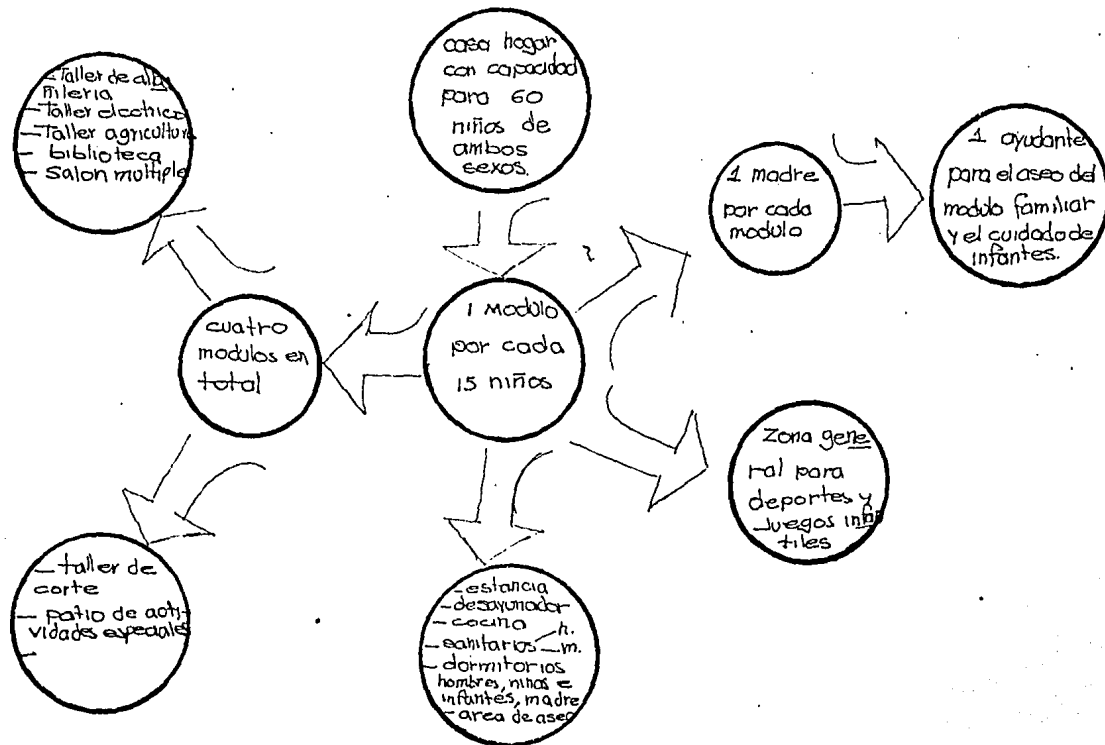 casa hogar
con capacidad
para 60
niños de
ambos
sexos.
- Taller de alba
ñileria
- Taller electrico
- Taller agricultura
- biblioteca
- salon multiple
1 madre
por cada
modulo
1 ayudante
para el aseo del
modulo familiar
y el cuidado de
infantes.
cuatro
modulos en
total
1 Modulo
por cada
15 niños
zona gene
ral para
deportes y
Juegos infan
tiles
- taller de
corte
- patio de acti-
vidades especiales
-
- estancia
- desayunador
- cocina
- sanitarios h.
m.
- dormitorios
hombres, niñas e
infantes, madre
- area de aseo